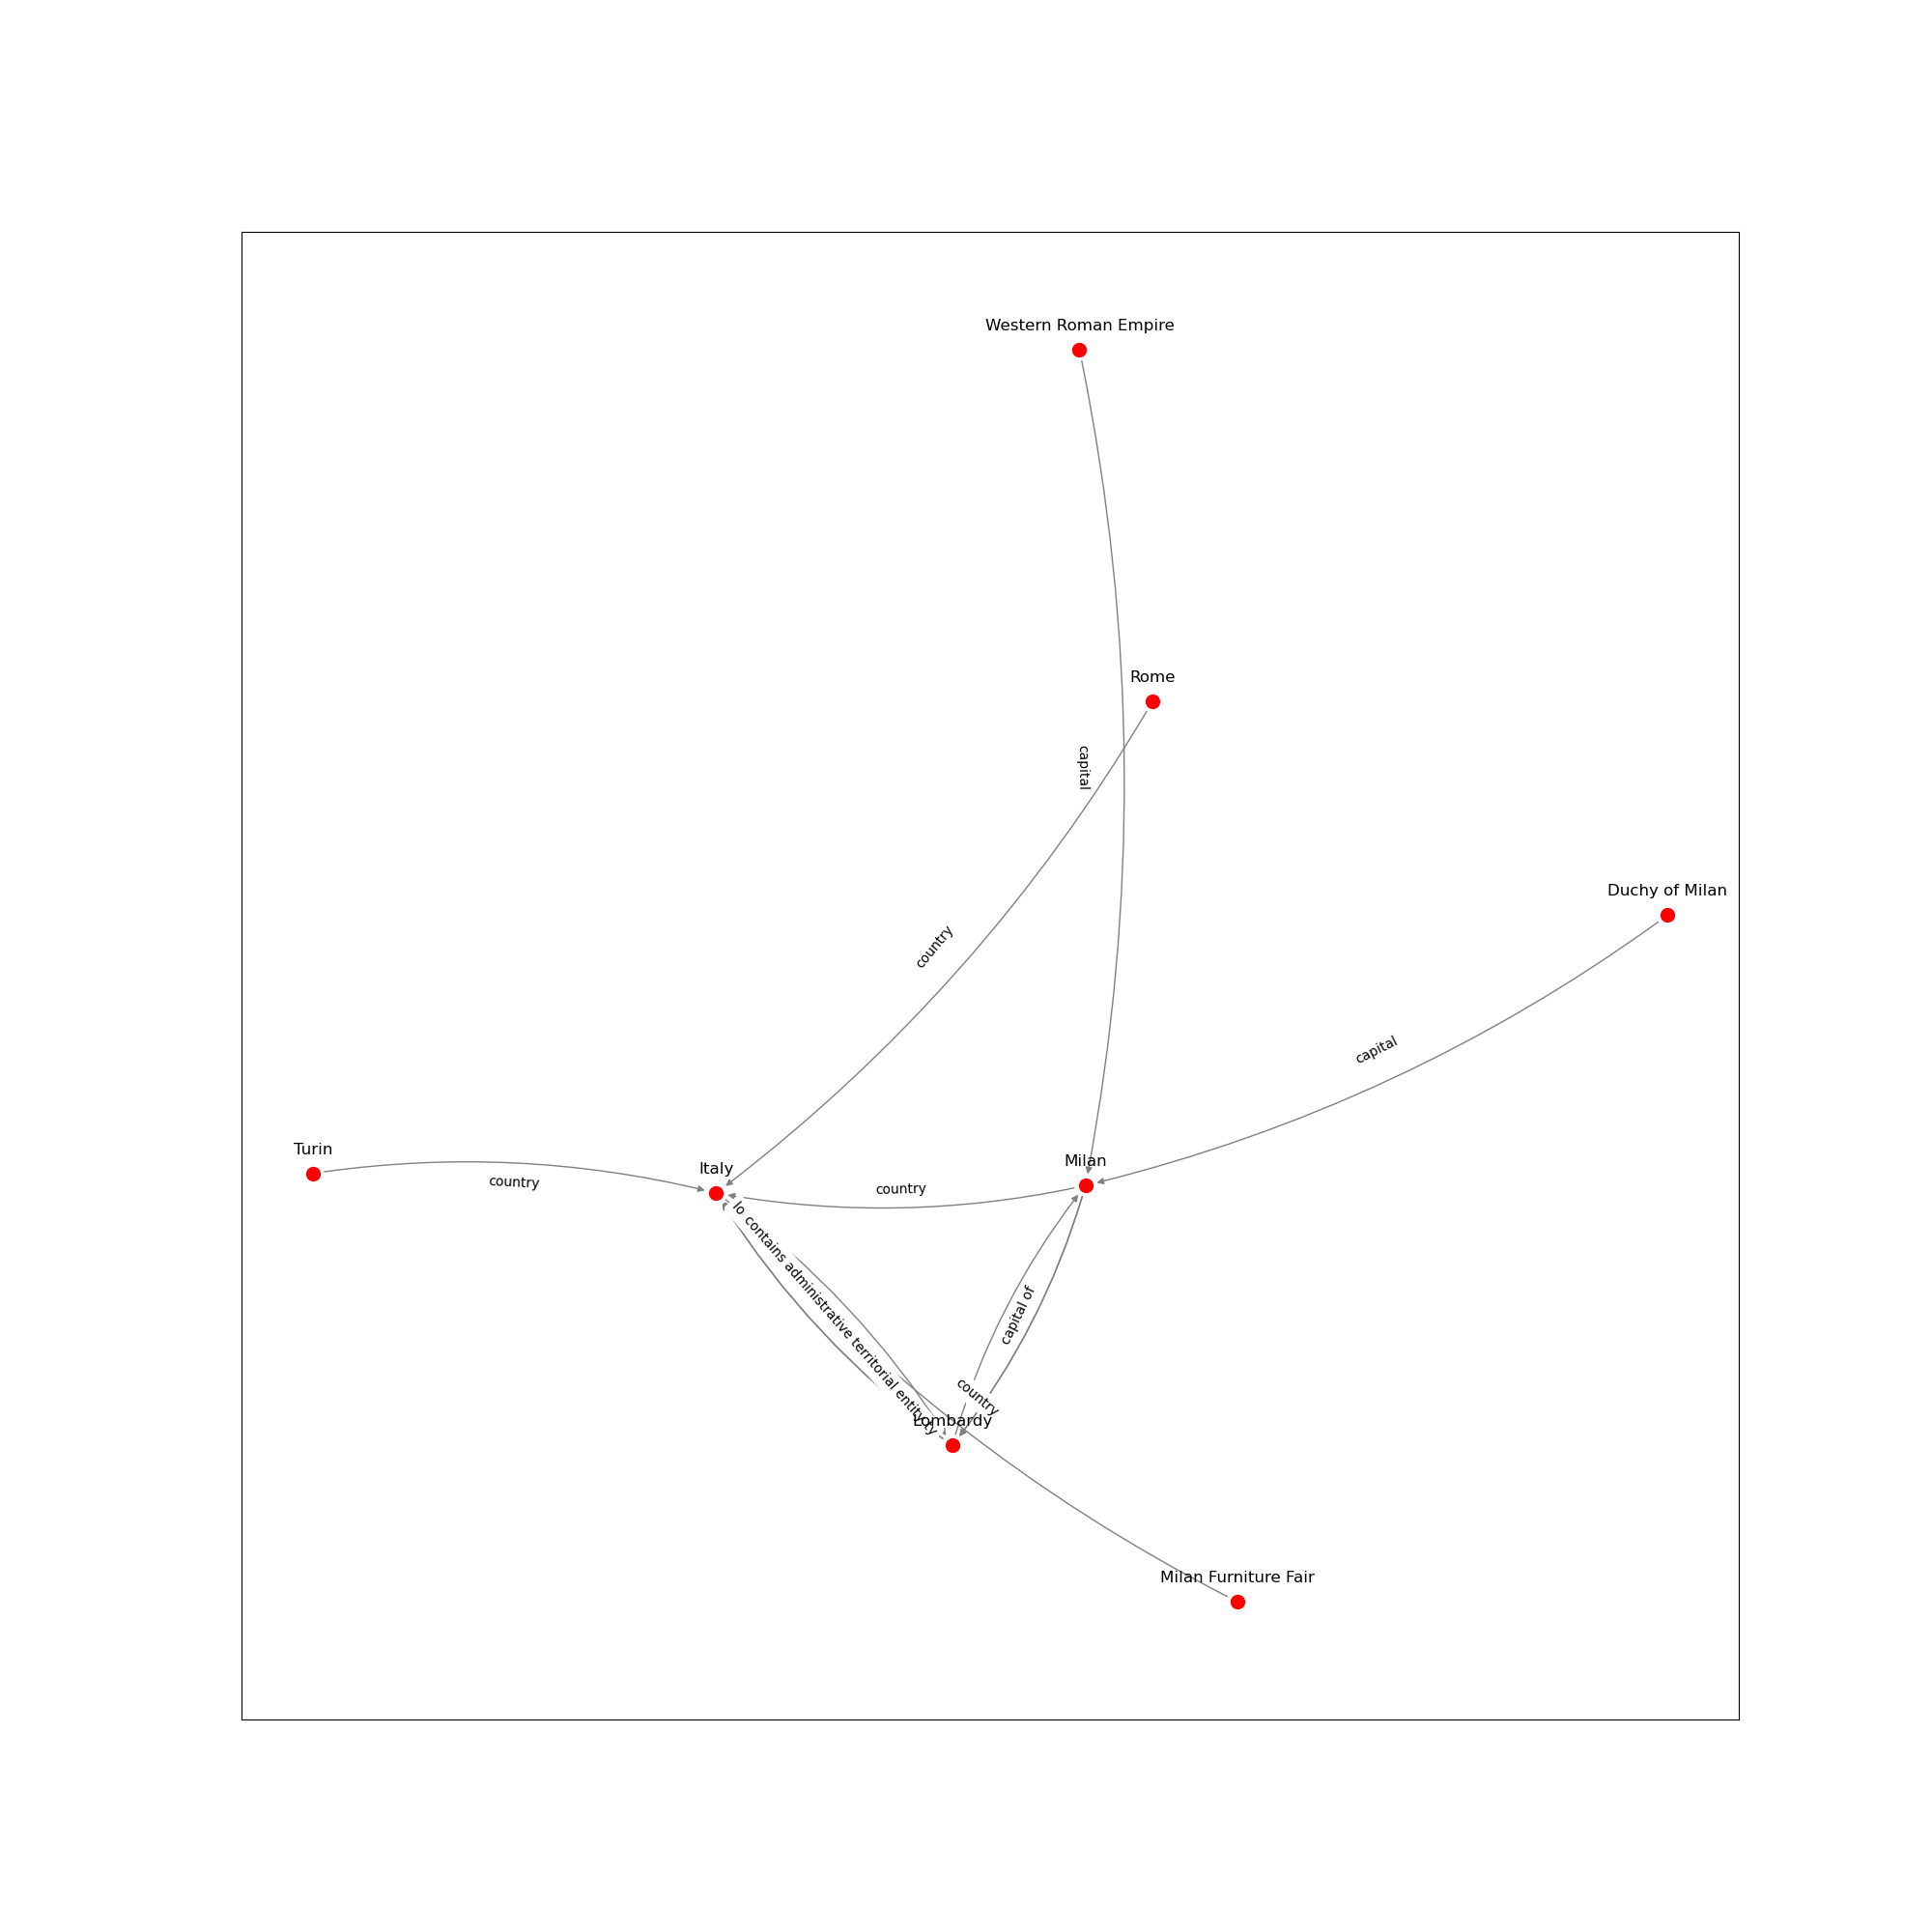 Western Roman Empire
Rome
capital
Duchy of Milan
country
capital
Turin
Italy
Milan
country
country
contains administrative territorial entity
capital of
country
Lombardy
Milan Furniture Fair